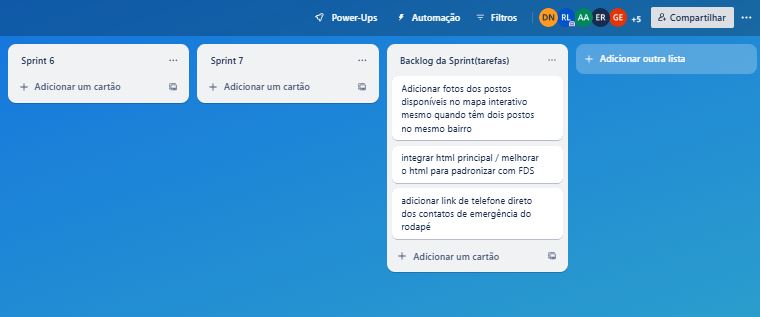 Power-Ups
Automação
Filtros
DN
RL
AA
ER
GE
+5
Compartilhar
Sprint 6
Adicionar um cartão
Sprint 7
Adicionar um cartão
Backlog da Sprint(tarefas)
Adicionar fotos dos postos
disponíveis no mapa interativo
mesmo quando têm dois postos
no mesmo bairro
integrar html principal / melhorar
o html para padronizar com FDS
adicionar link de telefone direto
dos contatos de emergência do
rodapé
Adicionar um cartão
Adicionar outra lista